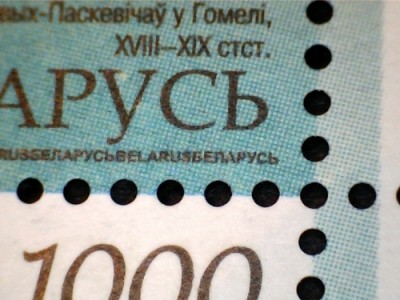 вых-Паскевічаў у Гомелі,
XVIII–XIX стст.
АРУСЬ
RUSБЕЛАРУСЬBELARUSБЕЛАРУСЬ
1000